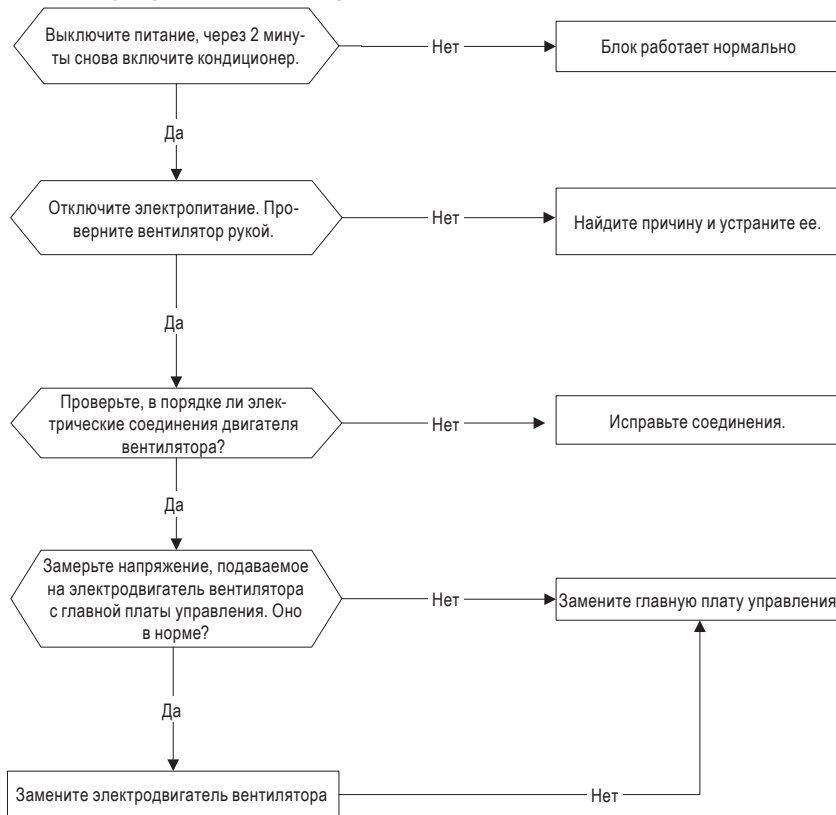 Выключите питание, через 2 мину-
ты снова включите кондиционер.
Нет
Блок работает нормально
Да
Отключите электропитание. Про-
верните вентилятор рукой.
Нет
Найдите причину и устраните ее.
Да
Проверьте, в порядке ли элек-
трические соединения двигателя
вентилятора?
Нет
Исправьте соединения.
Да
Замерьте напряжение, подаваемое
на электродвигатель вентилятора
с главной платы управления. Оно
в норме?
Нет
Замените главную плату управления
Да
Замените электродвигатель вентилятора
Нет